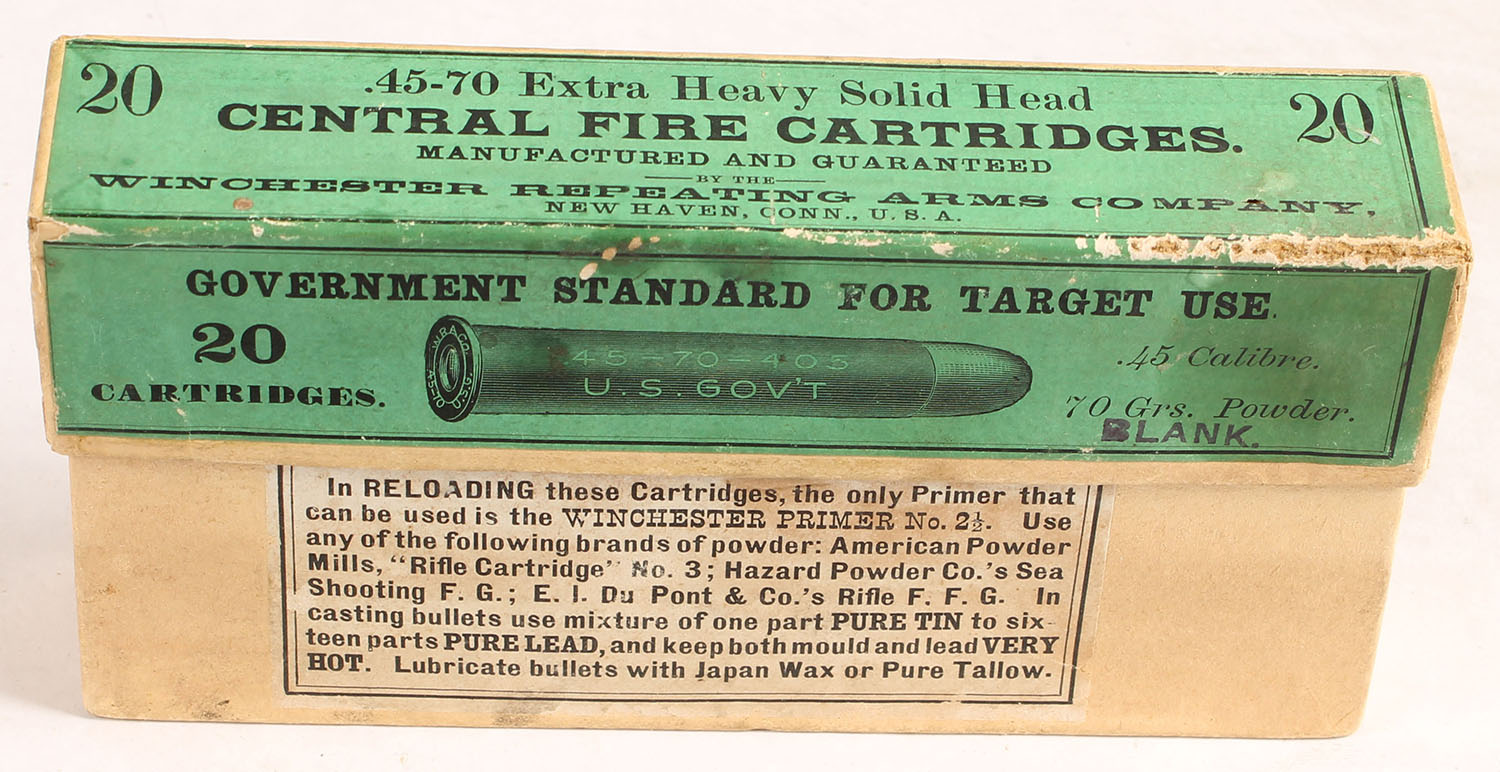 20 .45-70 Extra Heavy Solid Head 20
CENTRAL FIRE CARTRIDGES.
MANUFACTURED AND GUARANTEED
BY THE
WINCHESTER REPEATING ARMS COMPANY,
NEW HAVEN, CONN., U.S.A.
GOVERNMENT STANDARD FOR TARGET USE.
20
CARTRIDGES.
W.R.A.CO.
45-70
U.S.G.
45-70-405
U.S. GOV'T
.45 Calibre.
70 Grs. Powder.
BLANK.
In RELOADING these Cartridges, the only Primer that
can be used is the WINCHESTER PRIMER No. 2½. Use
any of the following brands of powder: American Powder
Mills, "Rifle Cartridge" No. 3; Hazard Powder Co.'s Sea
Shooting F. G.; E. I. Du Pont & Co.'s Rifle F. F. G. In
casting bullets use mixture of one part PURE TIN to six-
teen parts PURE LEAD, and keep both mould and lead VERY
HOT. Lubricate bullets with Japan Wax or Pure Tallow.